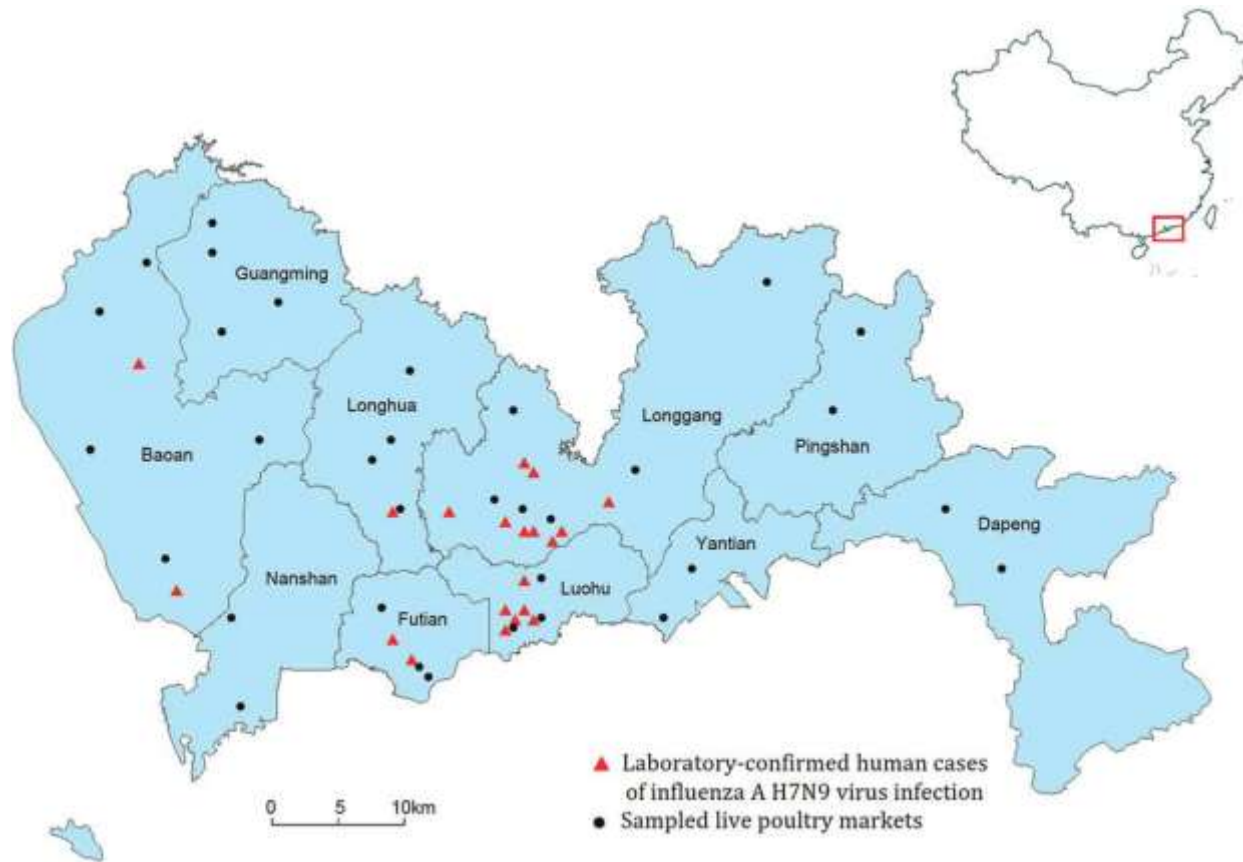 Guangming
Longhua
Longgang
Baoan
Pingshan
Dapeng
Yantian
Nanshan
Luohu
Futian
Laboratory-confirmed human cases
of influenza A H7N9 virus infection
0 5 10km
Sampled live poultry markets